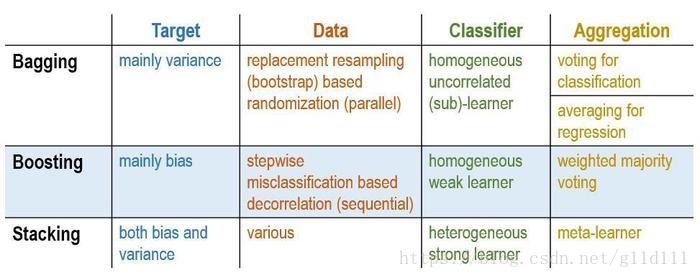 Target Data Classifier Aggregation
Bagging mainly variance replacement resampling homogeneous voting for
(bootstrap) based uncorrelated classification
randomization (parallel) (sub)-learner averaging for
regression
Boosting mainly bias stepwise homogeneous weighted majority
misclassification based weak learner voting
decorrelation (sequential)
Stacking both bias and various heterogeneous meta-learner
variance strong learner
https://blog.csdn.net/g11d111